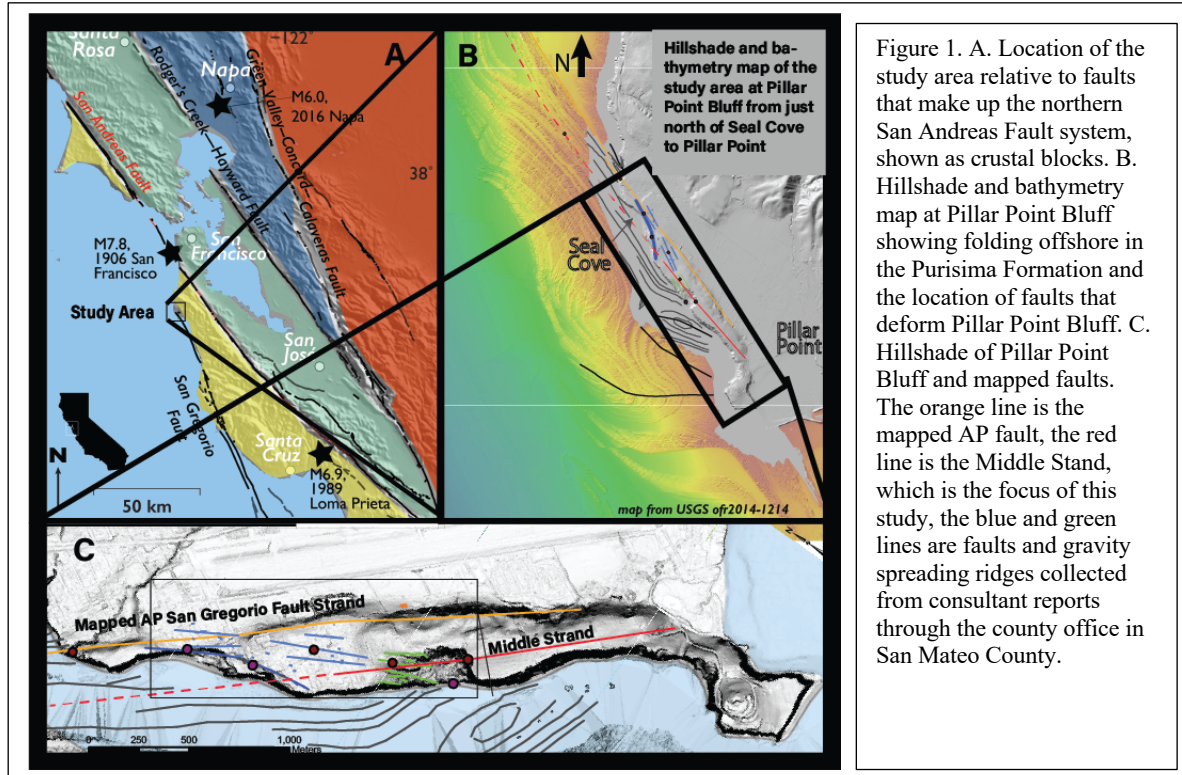 Santa
Rosa
-122°
A
Napa
Rodger's Creek - Hayward Fault
Green Valley-Concord-Calaveras Fault
M6.0,
2016 Napa
San Andreas Fault
38°
M7.8,
1906 San
Francisco
San
Francisco
Study Area
San
José
San Gregorio
Fault
Santa
Cruz
M6.9,
1989
Loma Prieta
N
50 km
B
N
Hillshade and ba-
thymetry map of the
study area at Pillar
Point Bluff from just
north of Seal Cove
to Pillar Point
Seal
Cove
Pillar
Point
map from USGS ofr2014-1214
C
Mapped AP San Gregorio Fault Strand
Middle Strand
0 250 500 1,000
Meters
Figure 1. A. Location of the
study area relative to faults
that make up the northern
San Andreas Fault system,
shown as crustal blocks. B.
Hillshade and bathymetry
map at Pillar Point Bluff
showing folding offshore in
the Purisima Formation and
the location of faults that
deform Pillar Point Bluff. C.
Hillshade of Pillar Point
Bluff and mapped faults.
The orange line is the
mapped AP fault, the red
line is the Middle Stand,
which is the focus of this
study, the blue and green
lines are faults and gravity
spreading ridges collected
from consultant reports
through the county office in
San Mateo County.